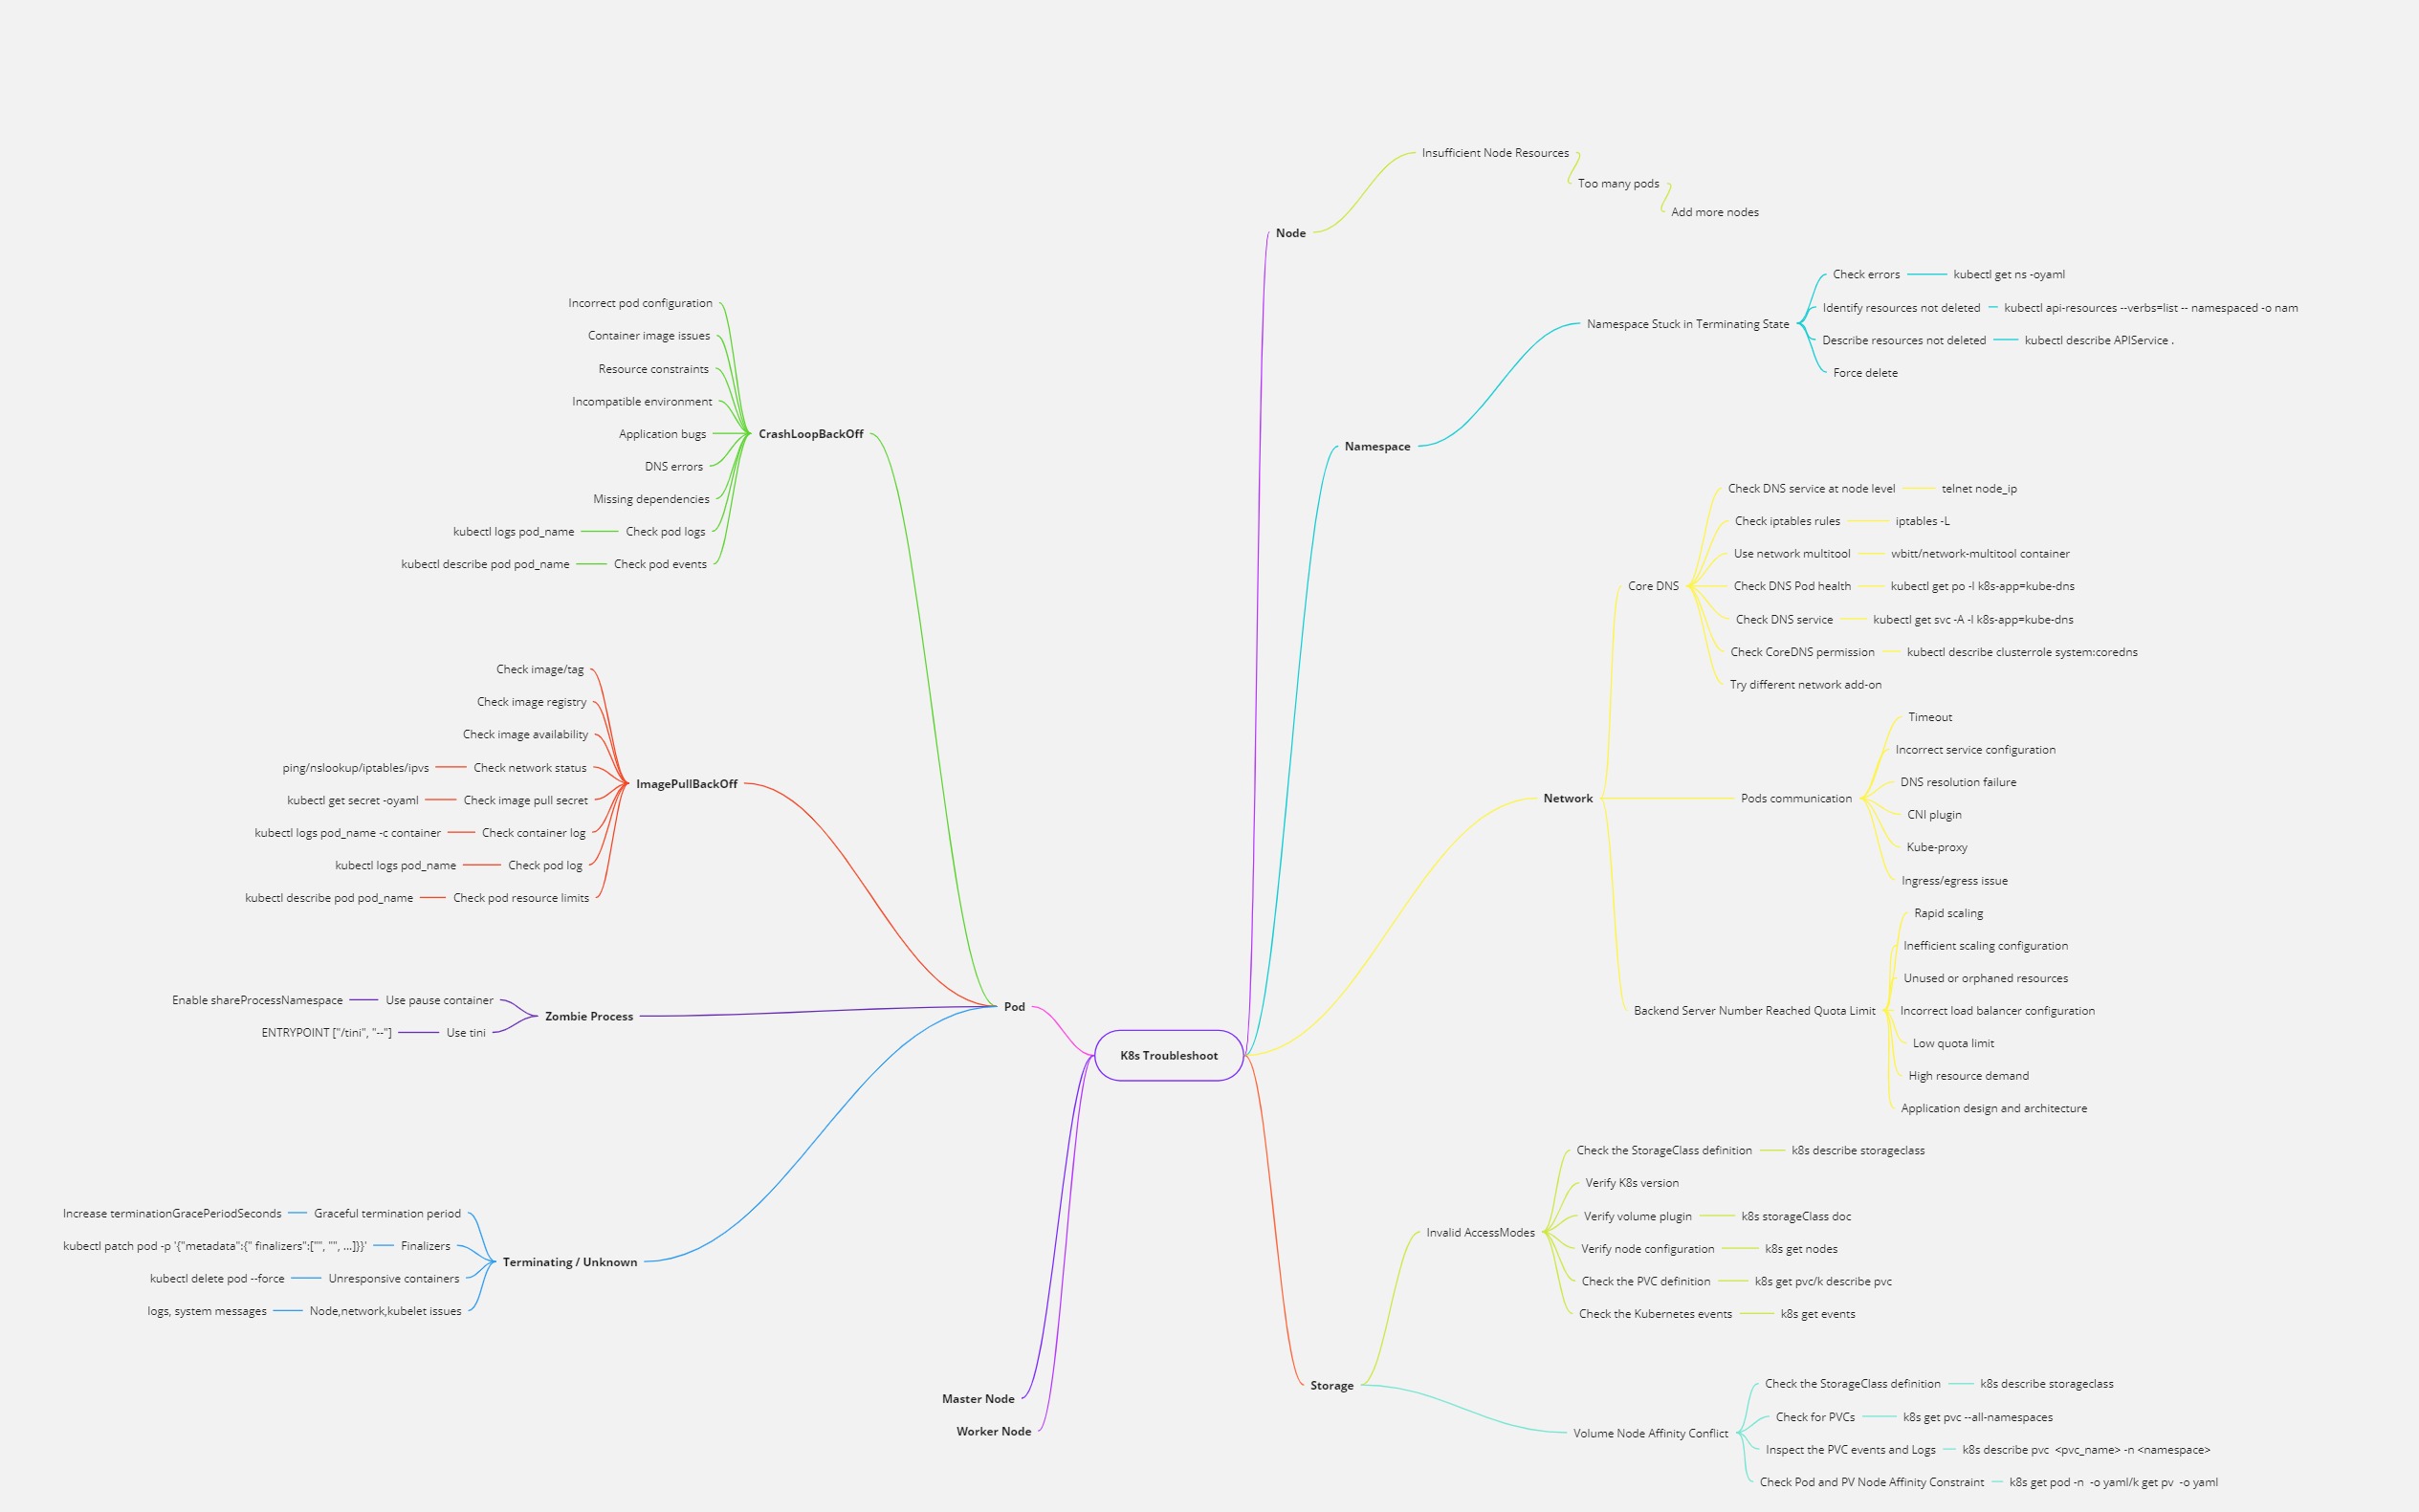 K8s Troubleshoot
Pod
CrashLoopBackOff
Incorrect pod configuration
Container image issues
Resource constraints
Incompatible environment
Application bugs
DNS errors
Missing dependencies
Check pod logs
kubectl logs pod_name
Check pod events
kubectl describe pod pod_name
ImagePullBackOff
Check image/tag
Check image registry
Check image availability
Check network status
ping/nslookup/iptables/ipvs
Check image pull secret
kubectl get secret -oyaml
Check container log
kubectl logs pod_name -c container
Check pod log
kubectl logs pod_name
Check pod resource limits
kubectl describe pod pod_name
Zombie Process
Use pause container
Enable shareProcessNamespace
Use tini
ENTRYPOINT ["/tini", "--"]
Terminating / Unknown
Graceful termination period
Increase terminationGracePeriodSeconds
Finalizers
kubectl patch pod -p '{"metadata":{" finalizers":["", "", ...]}}'
Unresponsive containers
kubectl delete pod --force
Node,network,kubelet issues
logs, system messages
Master Node
Worker Node
Node
Insufficient Node Resources
Too many pods
Add more nodes
Namespace
Namespace Stuck in Terminating State
Check errors
kubectl get ns -oyaml
Identify resources not deleted
kubectl api-resources --verbs=list -- namespaced -o nam
Describe resources not deleted
kubectl describe APIService .
Force delete
Network
Core DNS
Check DNS service at node level
telnet node_ip
Check iptables rules
iptables -L
Use network multitool
wbitt/network-multitool container
Check DNS Pod health
kubectl get po -l k8s-app=kube-dns
Check DNS service
kubectl get svc -A -l k8s-app=kube-dns
Check CoreDNS permission
kubectl describe clusterrole system:coredns
Try different network add-on
Pods communication
Timeout
Incorrect service configuration
DNS resolution failure
CNI plugin
Kube-proxy
Ingress/egress issue
Backend Server Number Reached Quota Limit
Rapid scaling
Inefficient scaling configuration
Unused or orphaned resources
Incorrect load balancer configuration
Low quota limit
High resource demand
Application design and architecture
Storage
Invalid AccessModes
Check the StorageClass definition
k8s describe storageclass
Verify K8s version
Verify volume plugin
k8s storageClass doc
Verify node configuration
k8s get nodes
Check the PVC definition
k8s get pvc/k describe pvc
Check the Kubernetes events
k8s get events
Volume Node Affinity Conflict
Check the StorageClass definition
k8s describe storageclass
Check for PVCs
k8s get pvc --all-namespaces
Inspect the PVC events and Logs
k8s describe pvc  <pvc_name> -n <namespace>
Check Pod and PV Node Affinity Constraint
k8s get pod -n  -o yaml/k get pv  -o yaml